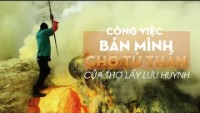 CÔNG VIỆC
BÁN MÌNH
CHO TỬ THẦN
CỦA THỢ LẤY LƯU HUỲNH